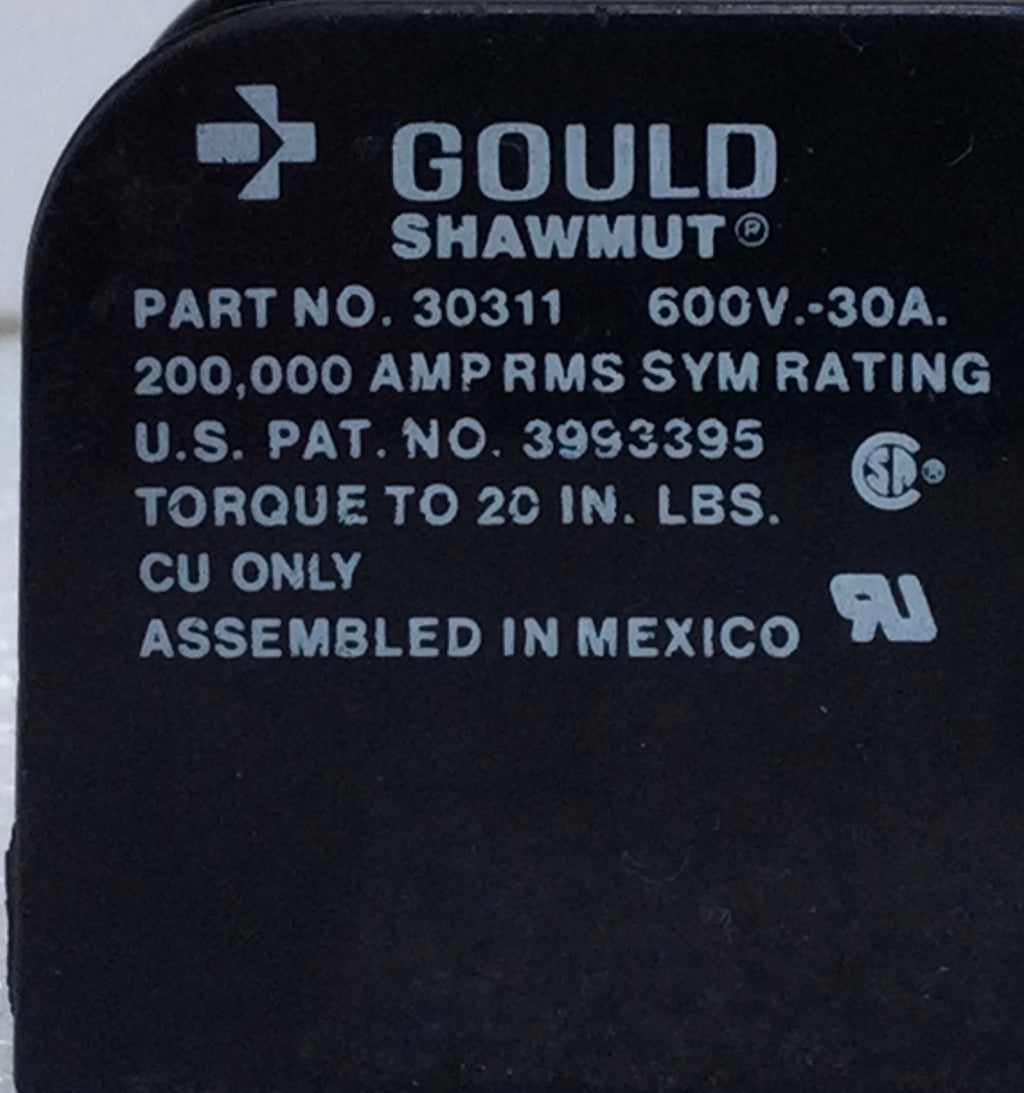 GOULD
SHAWMUT®
PART NO. 30311 600V.-30A.
200,000 AMP RMS SYM RATING
U.S. PAT. NO. 3993395
TORQUE TO 20 IN. LBS.
CU ONLY
ASSEMBLED IN MEXICO